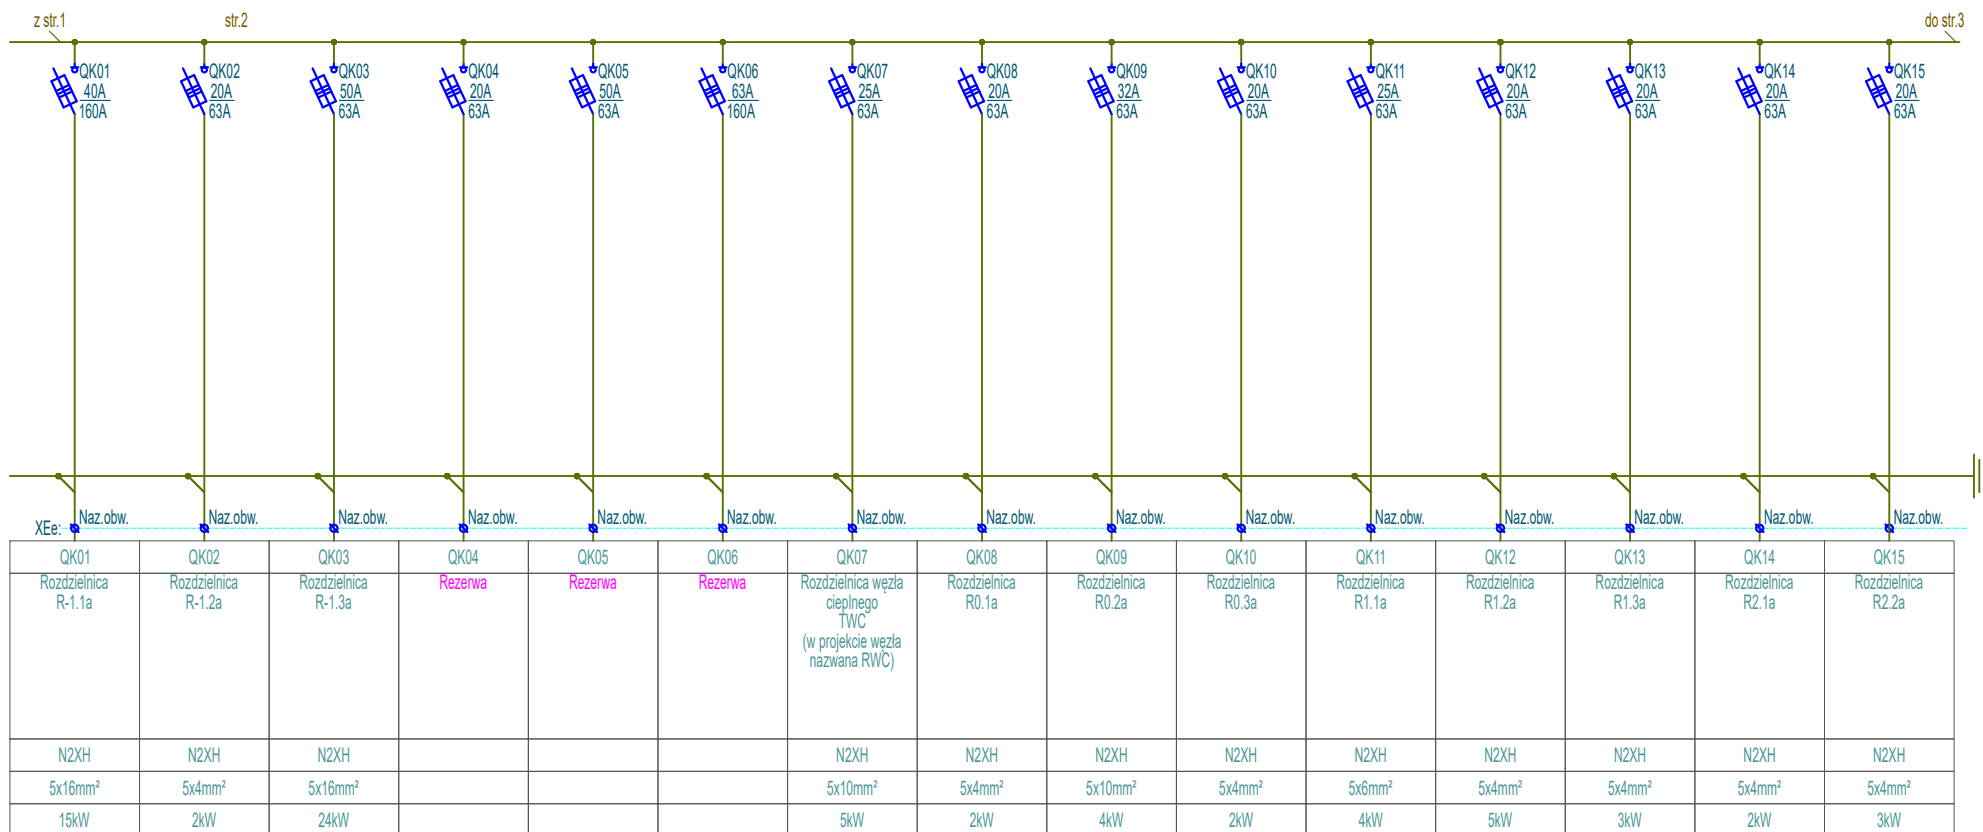 z str.1 str.2 do str.3
QK01 QK02 QK03 QK04 QK05 QK06 QK07 QK08 QK09 QK10 QK11 QK12 QK13 QK14 QK15
40A 20A 50A 20A 50A 63A 25A 20A 32A 20A 25A 20A 20A 20A 20A
160A 63A 63A 63A 63A 160A 63A 63A 63A 63A 63A 63A 63A 63A 63A
Naz.obw. Naz.obw. Naz.obw. Naz.obw. Naz.obw. Naz.obw. Naz.obw. Naz.obw. Naz.obw. Naz.obw. Naz.obw. Naz.obw. Naz.obw. Naz.obw. Naz.obw.
XEe:
QK01 QK02 QK03 QK04 QK05 QK06 QK07 QK08 QK09 QK10 QK11 QK12 QK13 QK14 QK15
Rozdzielnica Rozdzielnica Rozdzielnica Rezerwa Rezerwa Rezerwa Rozdzielnica węzła Rozdzielnica Rozdzielnica Rozdzielnica Rozdzielnica Rozdzielnica Rozdzielnica Rozdzielnica Rozdzielnica
R-1.1a R-1.2a R-1.3a cieplnego R0.1a R0.2a R0.3a R1.1a R1.2a R1.3a R2.1a R2.2a
TWC
(w projekcie węzła
nazwana RWC)
N2XH N2XH N2XH N2XH N2XH N2XH N2XH N2XH N2XH N2XH N2XH N2XH
5x16mm² 5x4mm² 5x16mm² 5x10mm² 5x4mm² 5x10mm² 5x4mm² 5x6mm² 5x4mm² 5x4mm² 5x4mm² 5x4mm²
15kW 2kW 24kW 5kW 2kW 4kW 2kW 4kW 5kW 3kW 2kW 3kW